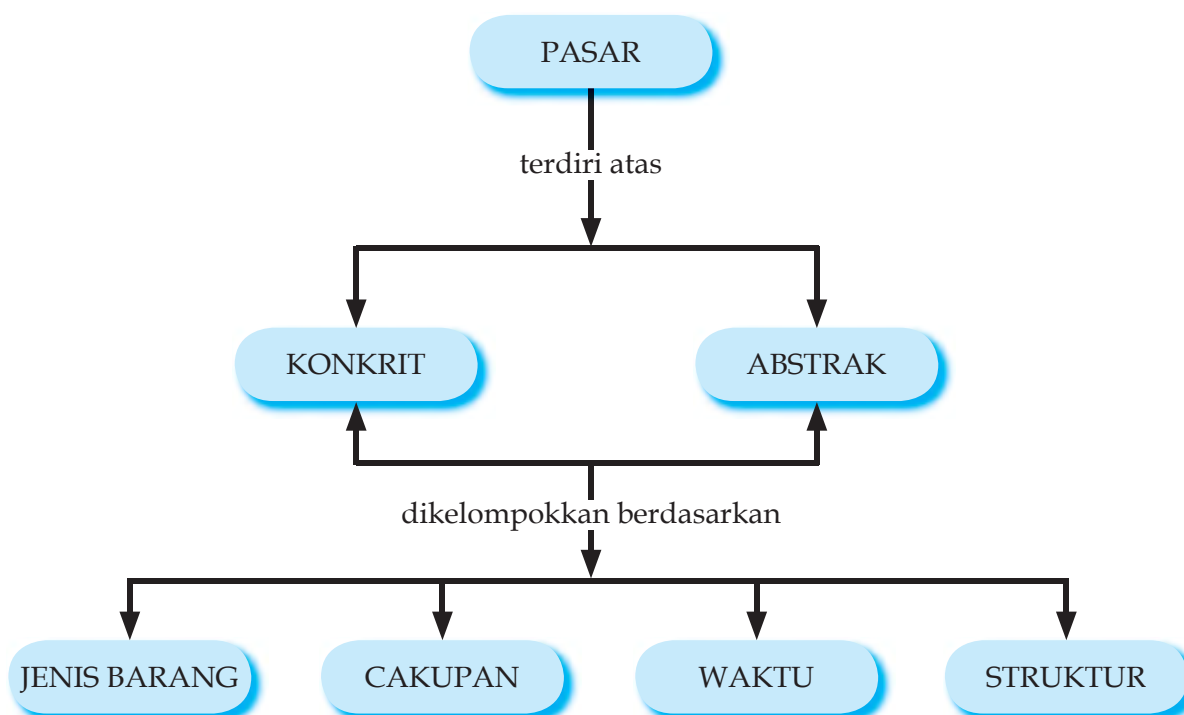 PASAR
terdiri atas
KONKRIT
ABSTRAK
dikelompokkan berdasarkan
JENIS BARANG
CAKUPAN
WAKTU
STRUKTUR